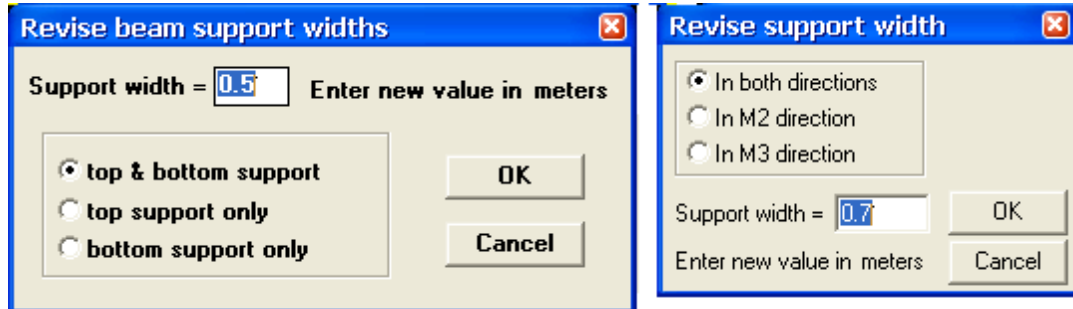 Revise beam support widths
Support width = 0.5 Enter new value in meters
top & bottom support
top support only
bottom support only
OK
Cancel
Revise support width
In both directions
In M2 direction
In M3 direction
Support width = 0.7
OK
Enter new value in meters
Cancel